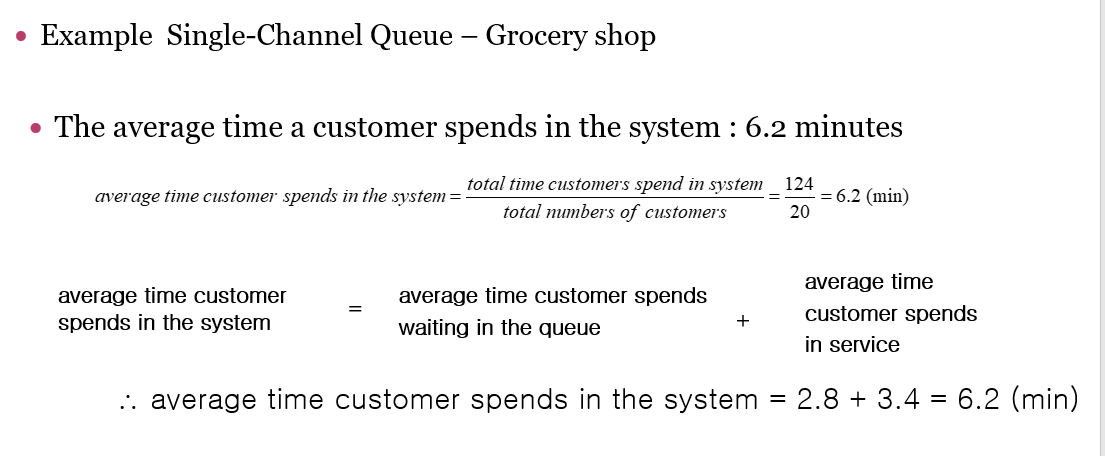 • Example Single-Channel Queue – Grocery shop
• The average time a customer spends in the system : 6.2 minutes
average time customer spends in the system = total time customers spend in system / total numbers of customers = 124 / 20 = 6.2 (min)
average time customer
spends in the system
=
average time customer spends
waiting in the queue
+
average time
customer spends
in service
∴ average time customer spends in the system = 2.8 + 3.4 = 6.2 (min)